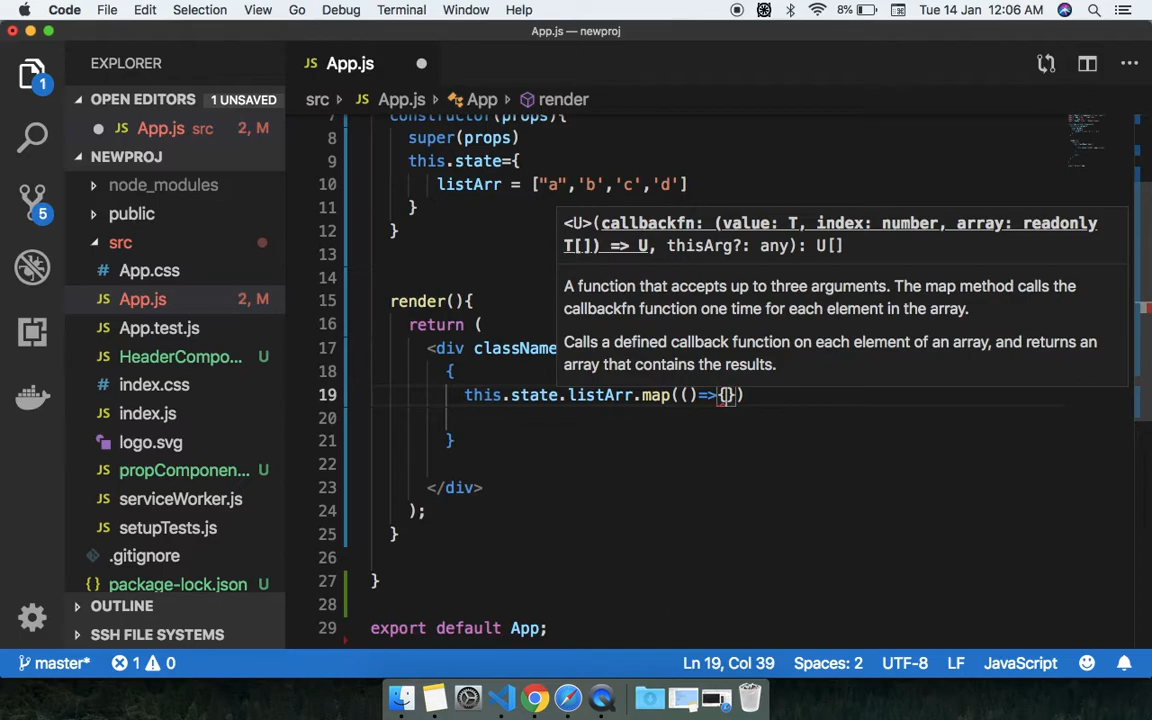 Code File Edit Selection View Go Debug Terminal Window Help 8% Tue 14 Jan 12:06 AM
App.js — newproj
EXPLORER
OPEN EDITORS 1 UNSAVED
App.js src 2, M
NEWPROJ
node_modules
public
src
App.css
App.js 2, M
App.test.js
HeaderCompo... U
index.css
index.js
logo.svg
propComponen... U
serviceWorker.js
setupTests.js
.gitignore
package-lock.json U
OUTLINE
SSH FILE SYSTEMS
1
5
App.js
src App.js App render
7 constructor(props){
8 super(props)
9 this.state={
10 listArr = ["a",'b','c','d']
11 }
12 }
13
14
15 render(){
16 return (
17 <div className
18 {
19 this.state.listArr.map(()=>{})
20
21 }
22
23 </div>
24 );
25 }
26
27 }
28
29 export default App;
<U>(callbackfn: (value: T, index: number, array: readonly
T[]) => U, thisArg?: any): U[]
A function that accepts up to three arguments. The map method calls the
callbackfn function one time for each element in the array.
Calls a defined callback function on each element of an array, and returns an
array that contains the results.
master* 1 0 Ln 19, Col 39 Spaces: 2 UTF-8 LF JavaScript